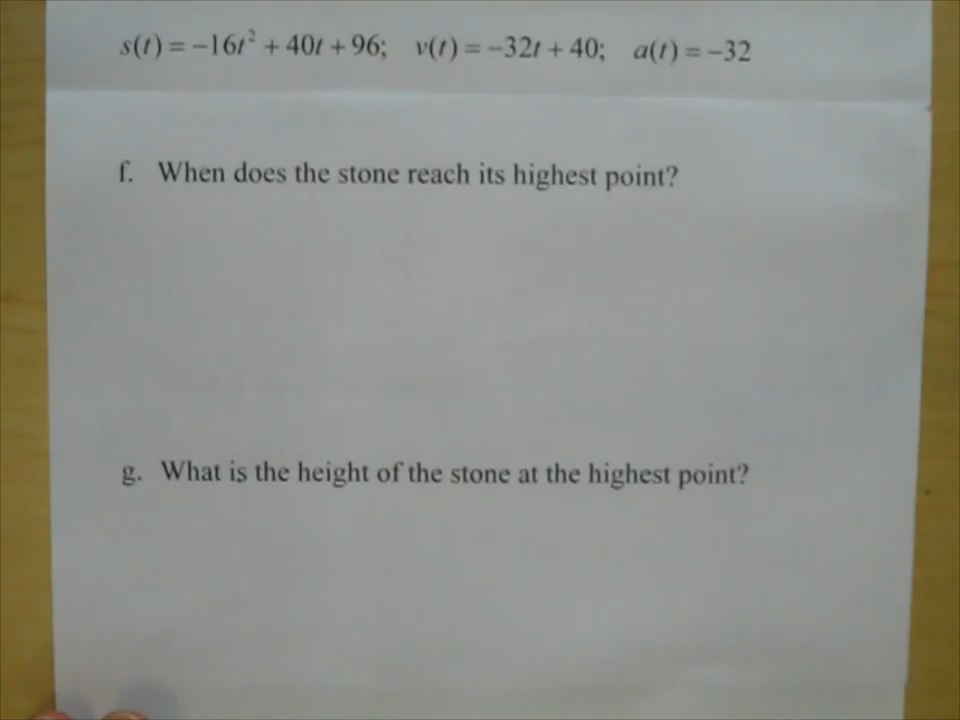 s(t) = −16t² + 40t + 96; v(t) = −32t + 40; a(t) = −32
f. When does the stone reach its highest point?
g. What is the height of the stone at the highest point?